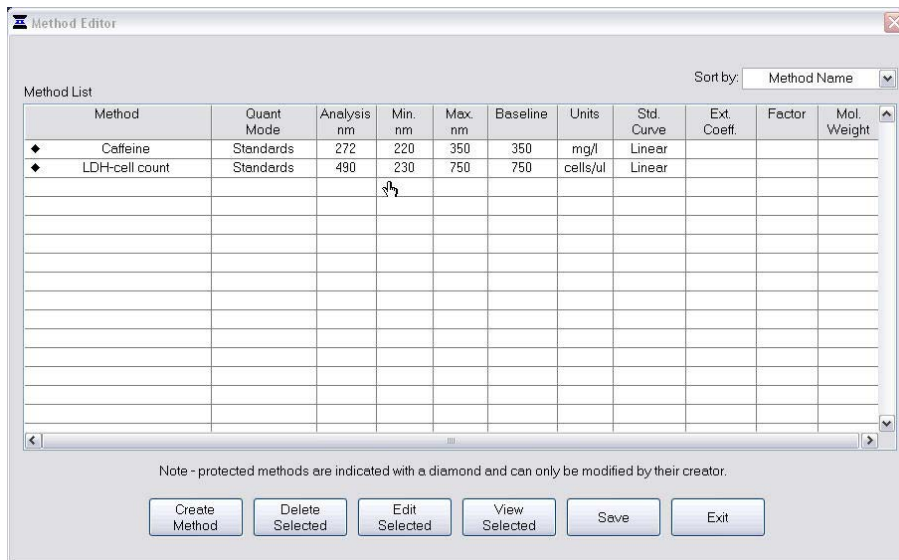 Method Editor
Sort by: Method Name
Method List
Method Quant Mode Analysis nm Min. nm Max. nm Baseline Units Std. Curve Ext. Coeff. Factor Mol. Weight
◆ Caffeine Standards 272 220 350 350 mg/l Linear
◆ LDH-cell count Standards 490 230 750 750 cells/ul Linear
Note - protected methods are indicated with a diamond and can only be modified by their creator.
Create Method Delete Selected Edit Selected View Selected Save Exit